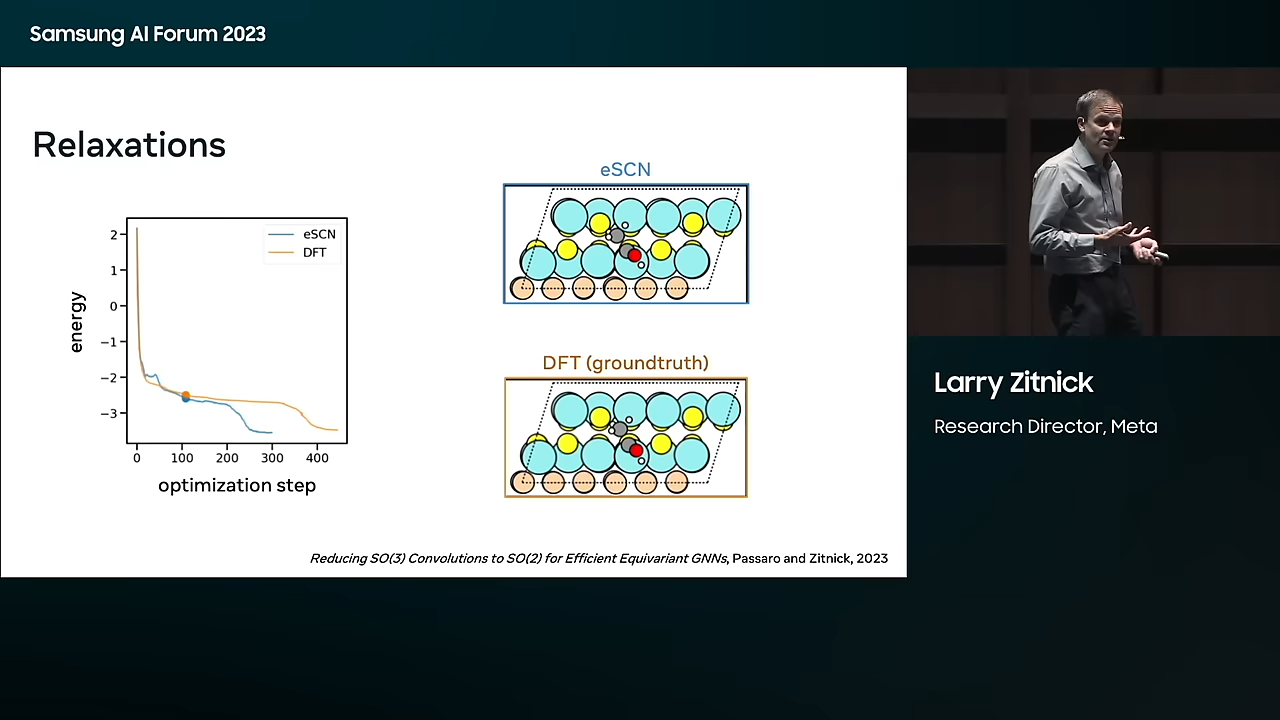 Samsung AI Forum 2023
Relaxations
eSCN
eSCN
DFT
2
1
0
−1
−2
−3
energy
0 100 200 300 400
optimization step
DFT (groundtruth)
Reducing SO(3) Convolutions to SO(2) for Efficient Equivariant GNNs, Passaro and Zitnick, 2023
Larry Zitnick
Research Director, Meta